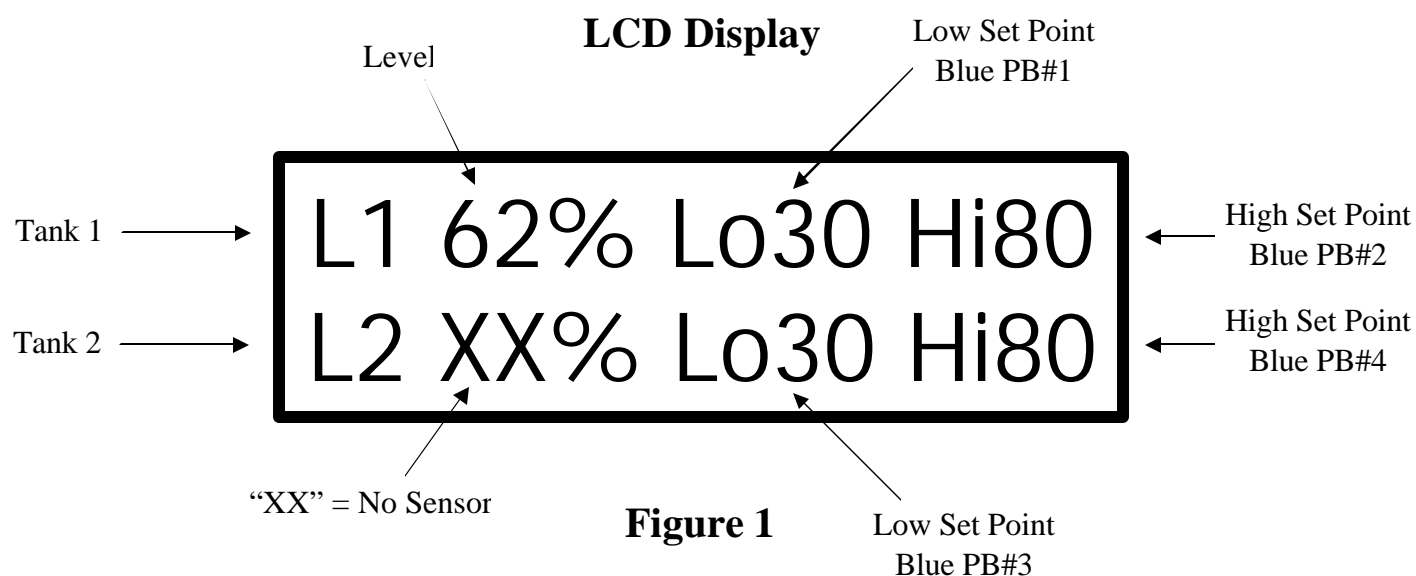 LCD Display
Level
Low Set Point
Blue PB#1
Tank 1
L1 62% Lo30 Hi80
High Set Point
Blue PB#2
Tank 2
L2 XX% Lo30 Hi80
High Set Point
Blue PB#4
“XX” = No Sensor
Figure 1
Low Set Point
Blue PB#3